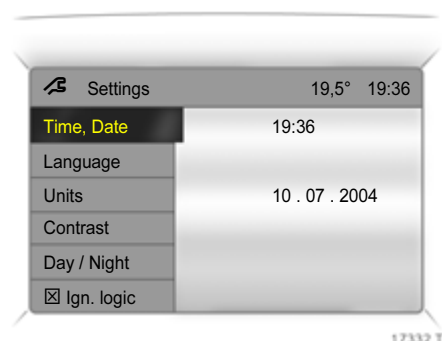 Settings 19,5° 19:36
Time, Date 19:36
Language
Units 10 . 07 . 2004
Contrast
Day / Night
☒ Ign. logic
17332 T